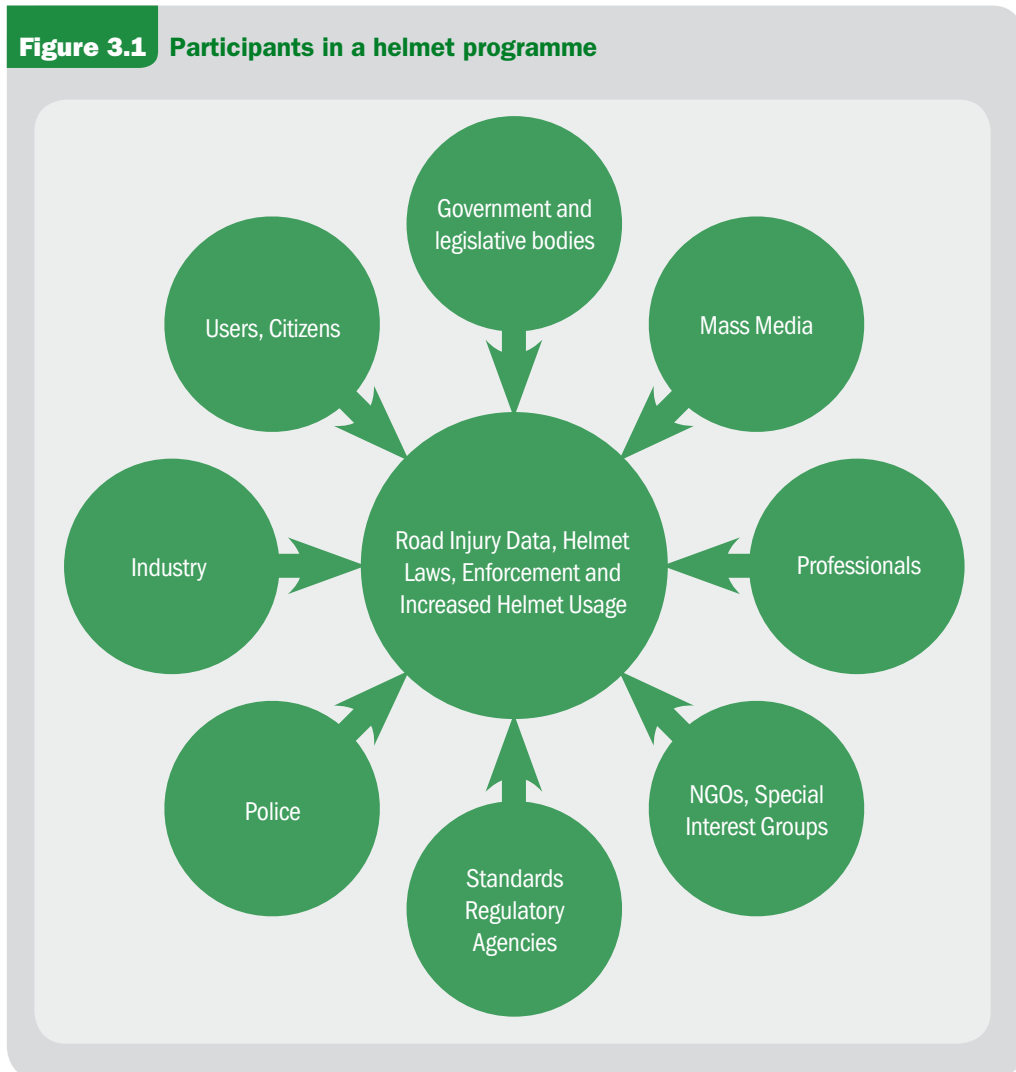 Figure 3.1 Participants in a helmet programme
Government and
legislative bodies
Mass Media
Professionals
NGOs, Special
Interest Groups
Standards
Regulatory
Agencies
Police
Industry
Users, Citizens
Road Injury Data, Helmet
Laws, Enforcement and
Increased Helmet Usage